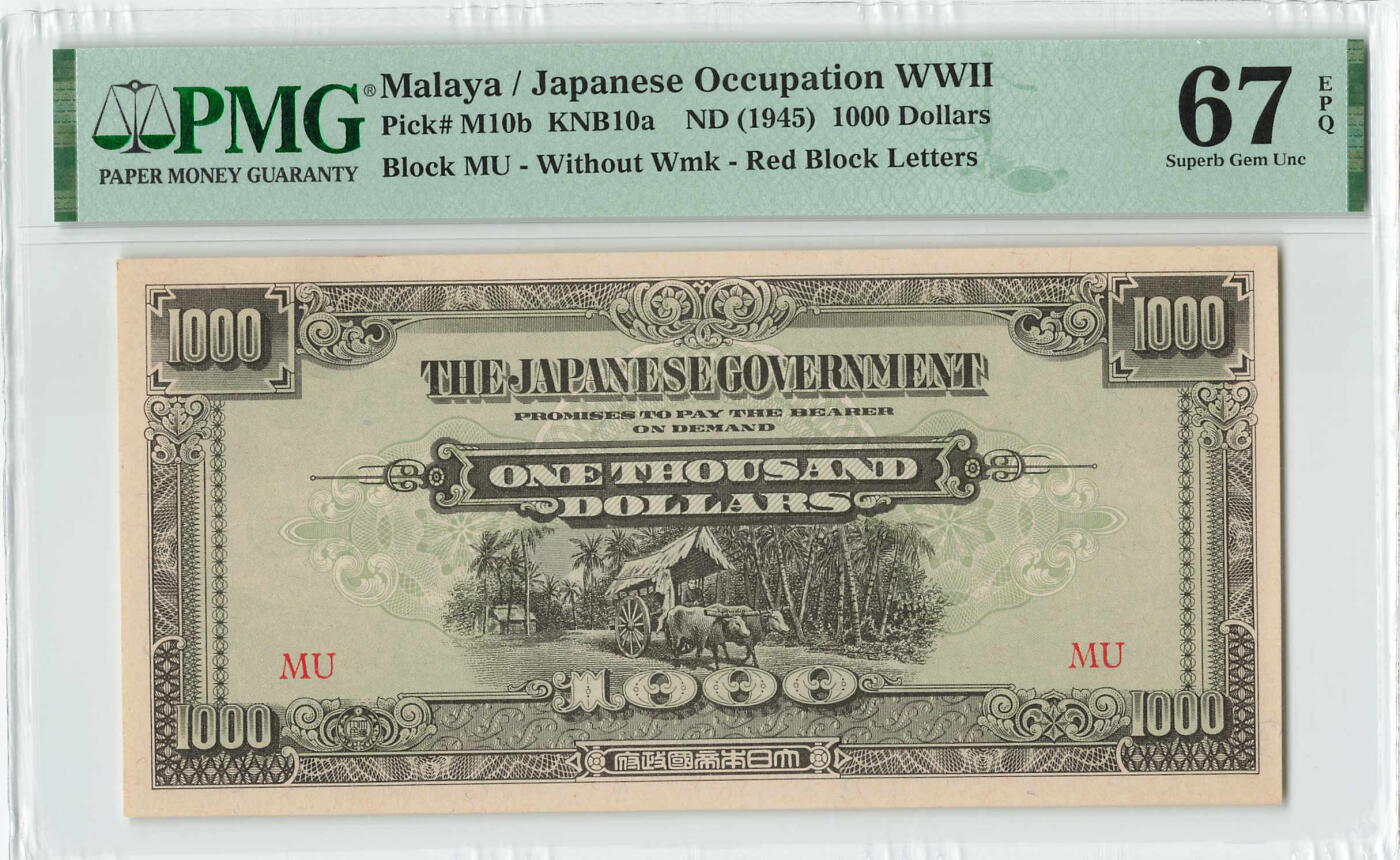 PMG®
PAPER MONEY GUARANTY
Malaya / Japanese Occupation WWII
Pick# M10b KNB10a ND (1945) 1000 Dollars
Block MU - Without Wmk - Red Block Letters
67
EPQ
Superb Gem Unc
1000 1000
THE JAPANESE GOVERNMENT
PROMISES TO PAY THE BEARER
ON DEMAND
ONE THOUSAND
DOLLARS
MU MU
1000
1000 1000
府政國帝本日大